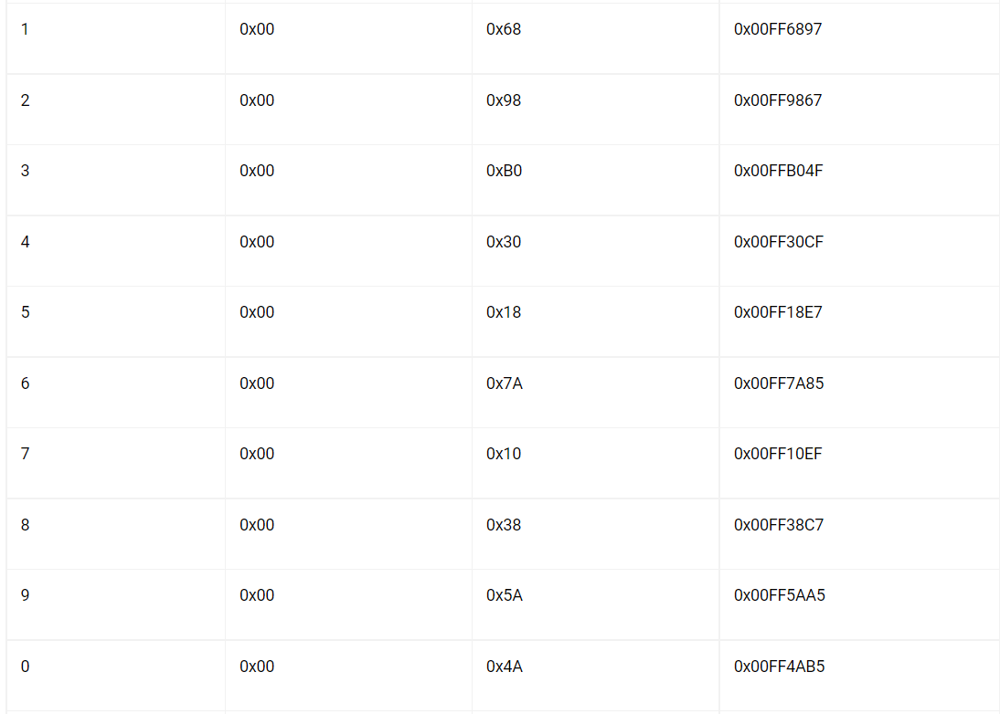 1 0x00 0x68 0x00FF6897
2 0x00 0x98 0x00FF9867
3 0x00 0xB0 0x00FFB04F
4 0x00 0x30 0x00FF30CF
5 0x00 0x18 0x00FF18E7
6 0x00 0x7A 0x00FF7A85
7 0x00 0x10 0x00FF10EF
8 0x00 0x38 0x00FF38C7
9 0x00 0x5A 0x00FF5AA5
0 0x00 0x4A 0x00FF4AB5